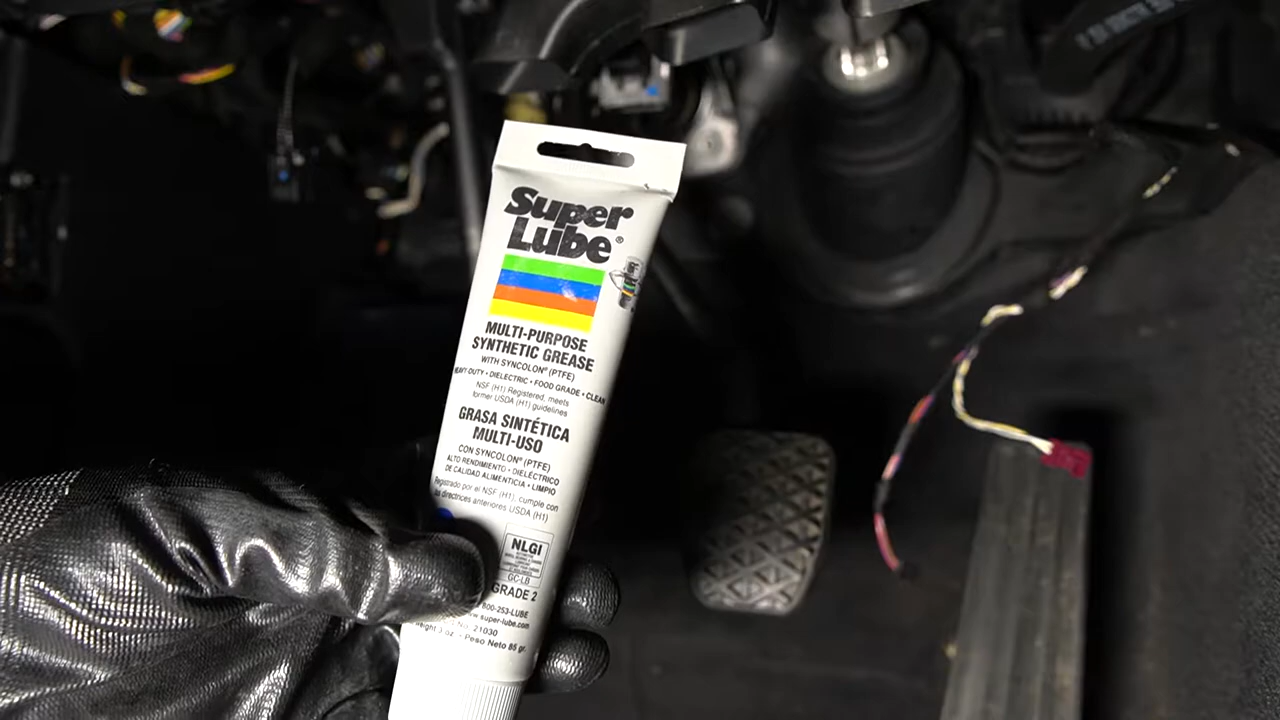 Super
Lube®
MULTI-PURPOSE
SYNTHETIC GREASE
WITH SYNCOLON® (PTFE)
HEAVY DUTY • DIELECTRIC • FOOD GRADE • CLEAN
NSF (H1) Registered, meets
former USDA (H1) guidelines
GRASA SINTÉTICA
MULTI-USO
CON SYNCOLON® (PTFE)
ALTO RENDIMIENTO • DIELÉCTRICO
DE CALIDAD ALIMENTICIA • LIMPIO
Registrado por el NSF (H1), cumple con
las directrices anteriores USDA (H1)
NLGI
GC-LB
GRADE 2
800-253-LUBE
www.super-lube.com
No. 21030
Weight 3 oz. - Peso Neto 85 gr.